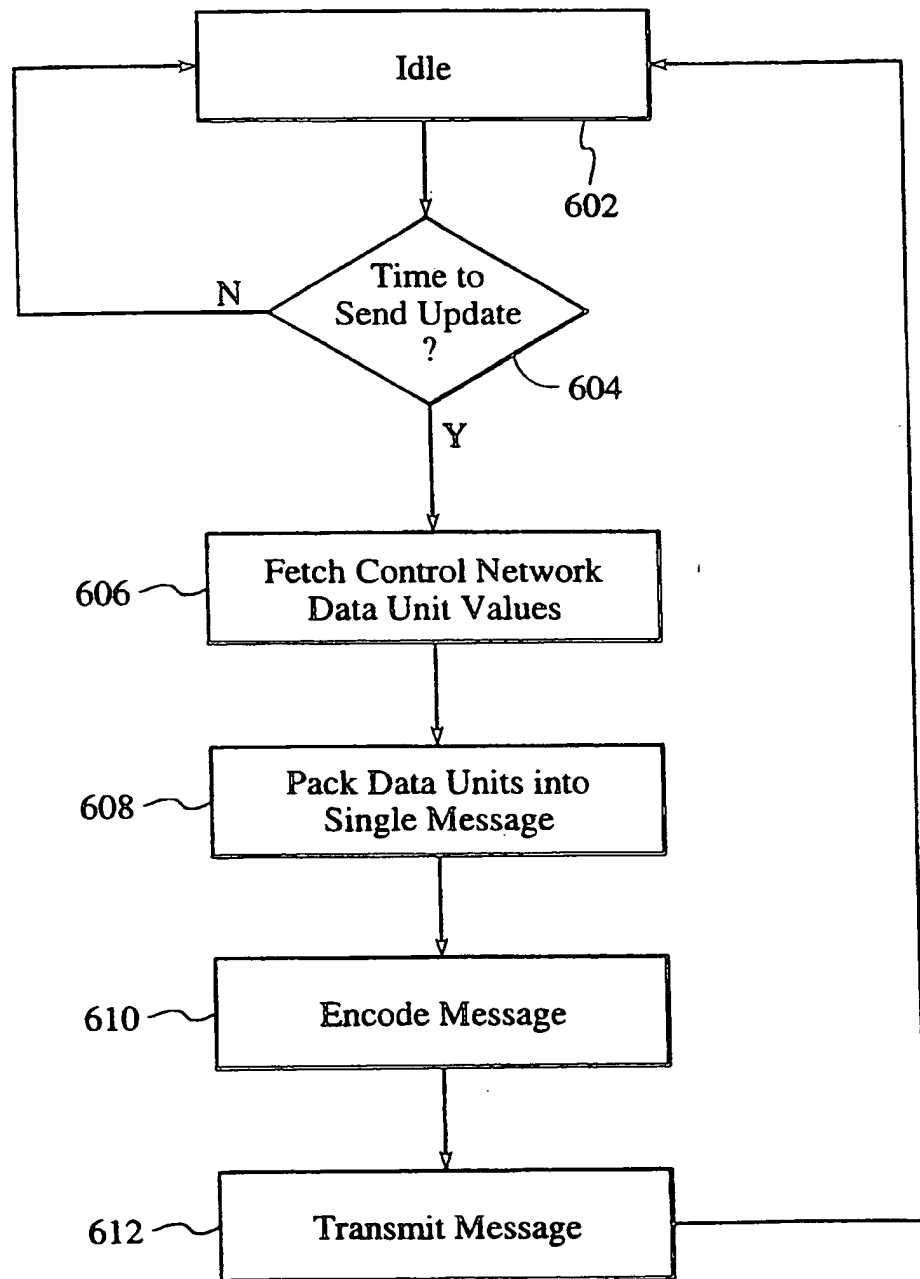 Idle
602
Time to
Send Update
?
604
N
Y
Fetch Control Network
Data Unit Values
606
Pack Data Units into
Single Message
608
Encode Message
610
Transmit Message
612